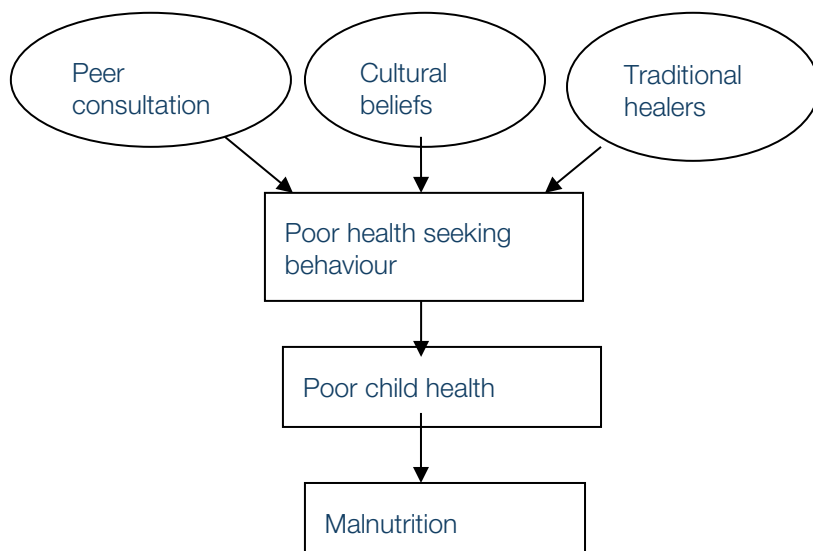 Peer
consultation
Cultural
beliefs
Traditional
healers
Poor health seeking
behaviour
Poor child health
Malnutrition